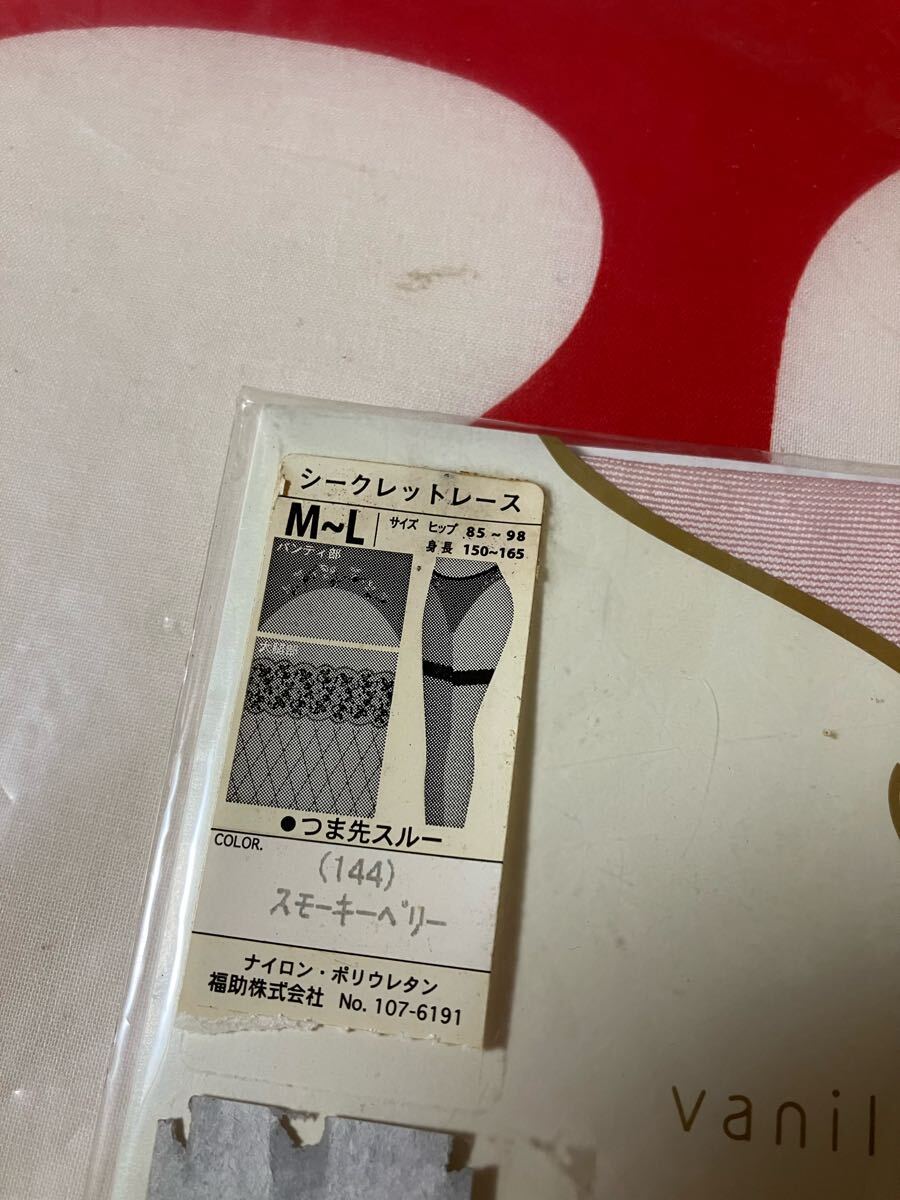 シークレットレース
M~L サイズ ヒップ 85~98
身長 150~165
パンティ部
大腿部
●つま先スルー
COLOR.
(144)
スモーキーベリー
ナイロン・ポリウレタン
福助株式会社 No. 107-6191
vanil